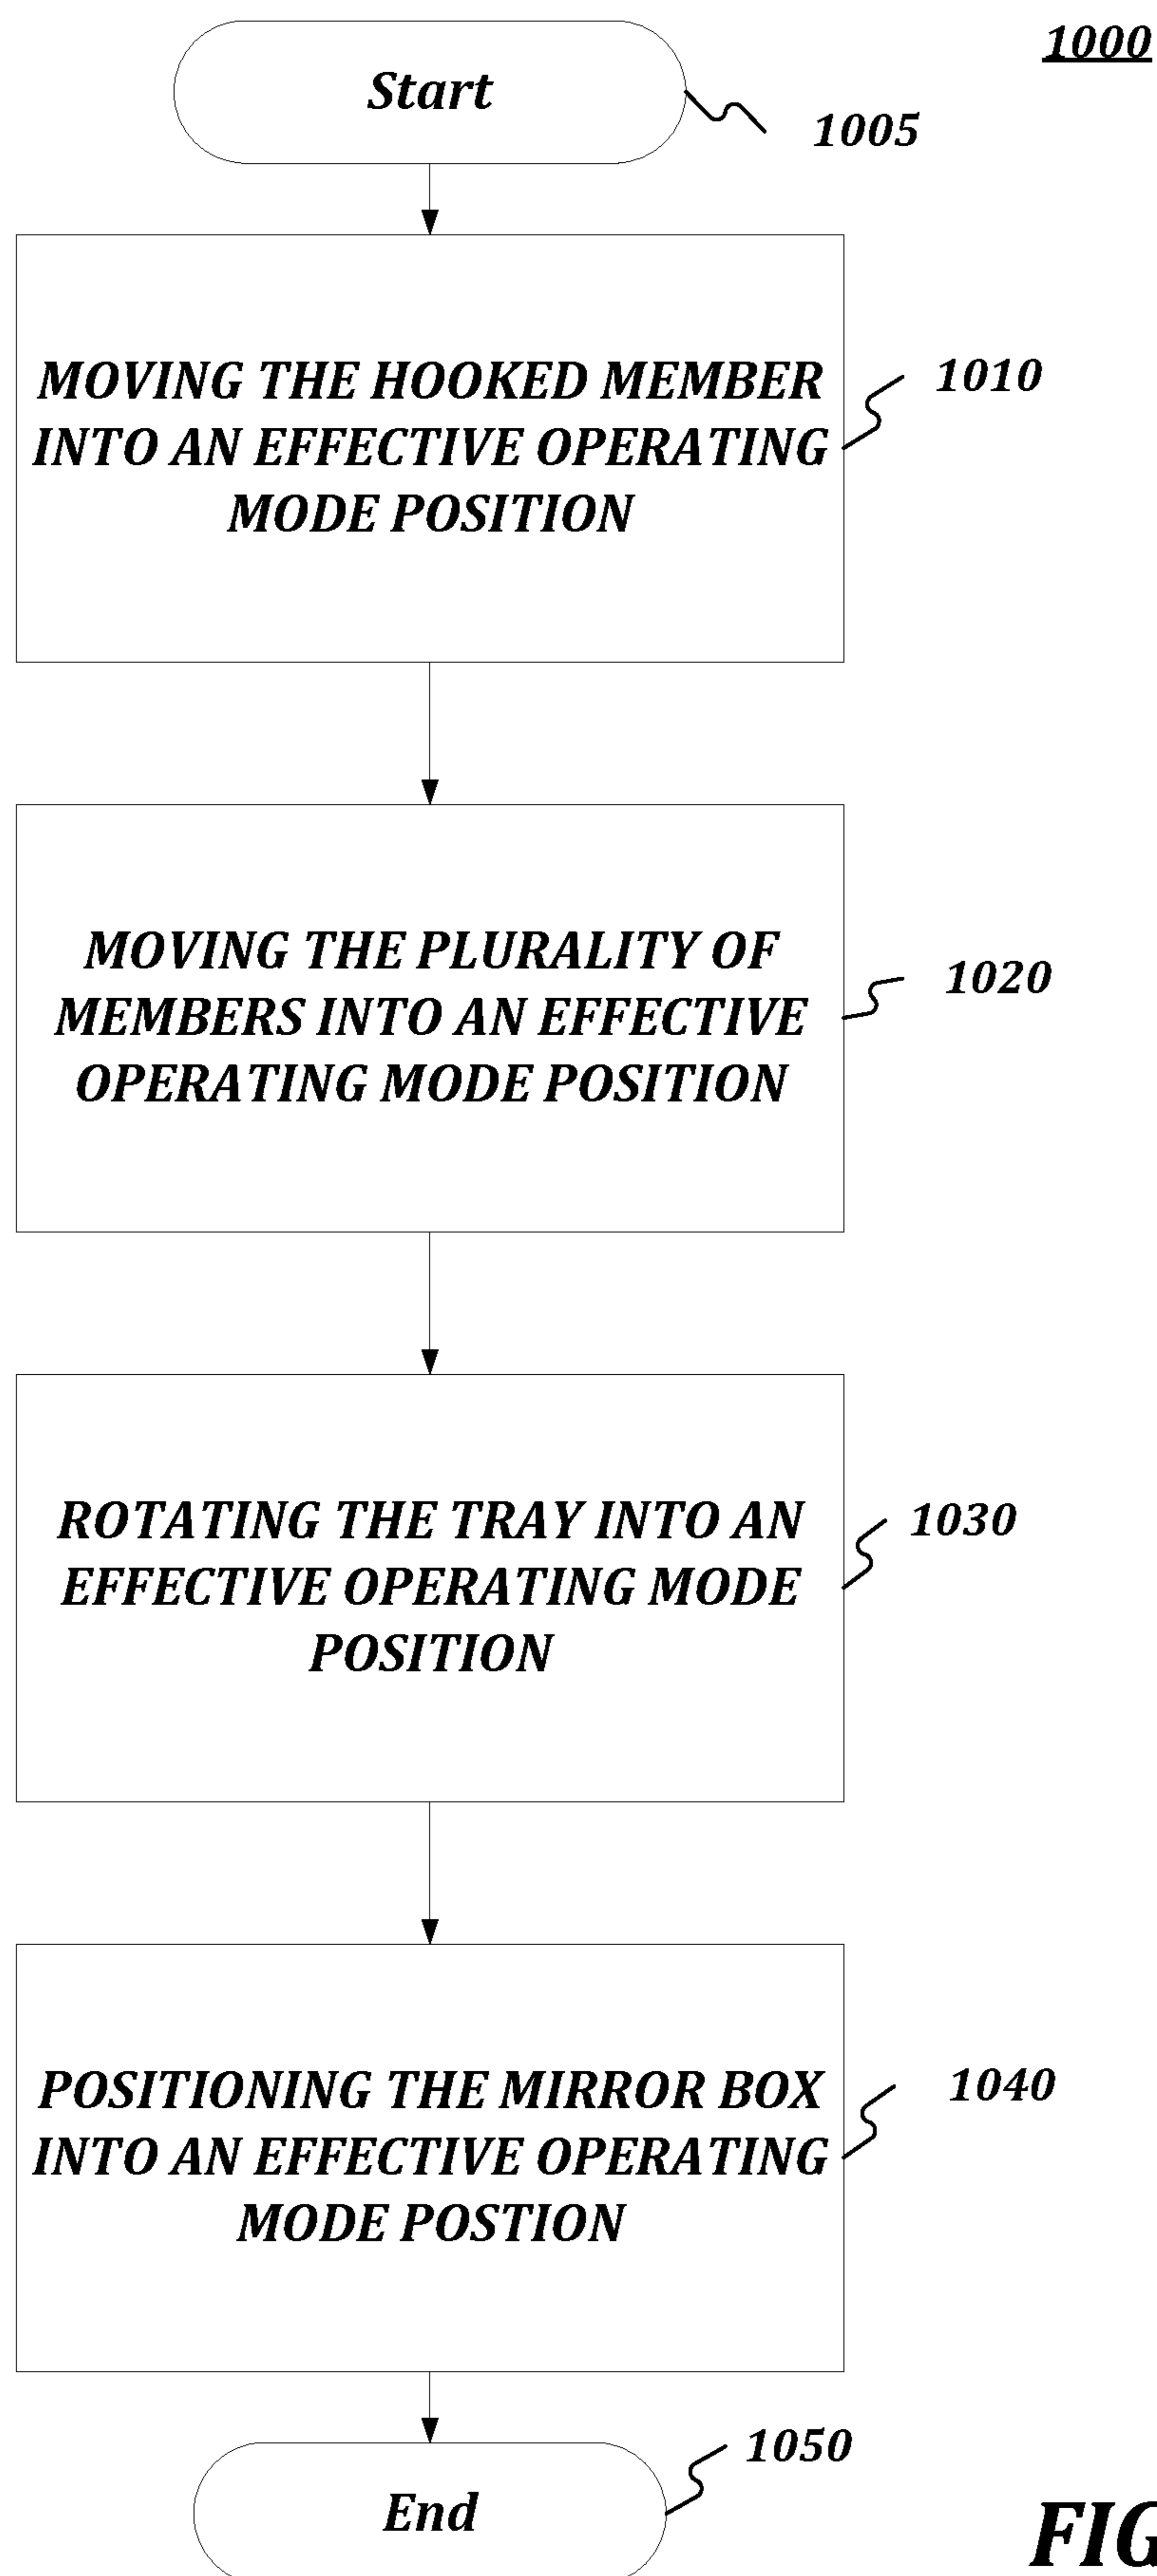 1000
Start
1005
MOVING THE HOOKED MEMBER
INTO AN EFFECTIVE OPERATING
MODE POSITION
1010
MOVING THE PLURALITY OF
MEMBERS INTO AN EFFECTIVE
OPERATING MODE POSITION
1020
ROTATING THE TRAY INTO AN
EFFECTIVE OPERATING MODE
POSITION
1030
POSITIONING THE MIRROR BOX
INTO AN EFFECTIVE OPERATING
MODE POSTION
1040
End
1050
FIG